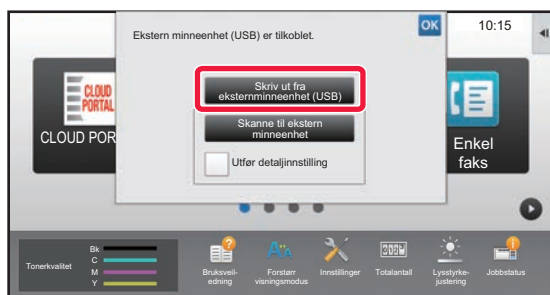 Ekstern minneenhet (USB) er tilkoblet.
OK
10:15
Skriv ut fra
eksternminneenhet (USB)
Skanne til ekstern
minneenhet
Utfør detaljinnstilling
CLOUD
PORTAL
CLOUD POR
Enkel
faks
Tonerkvalitet
Bk
C
M
Y
Bruksveil-
edning
Forstørr
visningsmodus
Innstillinger
Totalantall
Lysstyrke-
justering
Jobbstatus